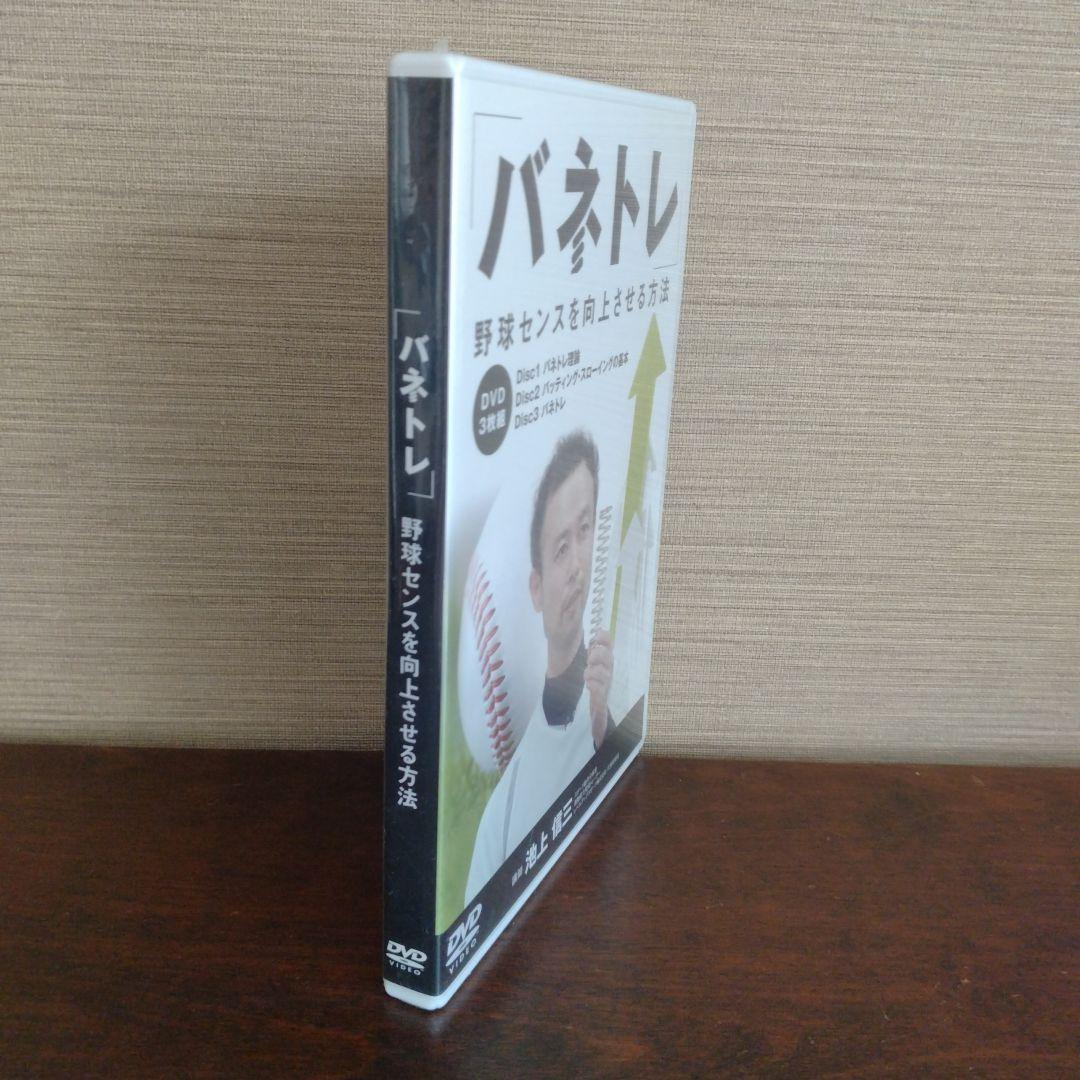 「バネトレ」
野球センスを向上させる方法
DVD
VIDEO
「バネトレ」
野球センスを向上させる方法
DVD
3枚組
Disc1 バネトレ理論
Disc2 バッティング・スローイングの基本
Disc3 バネトレ
池上 信三
DVD
VIDEO